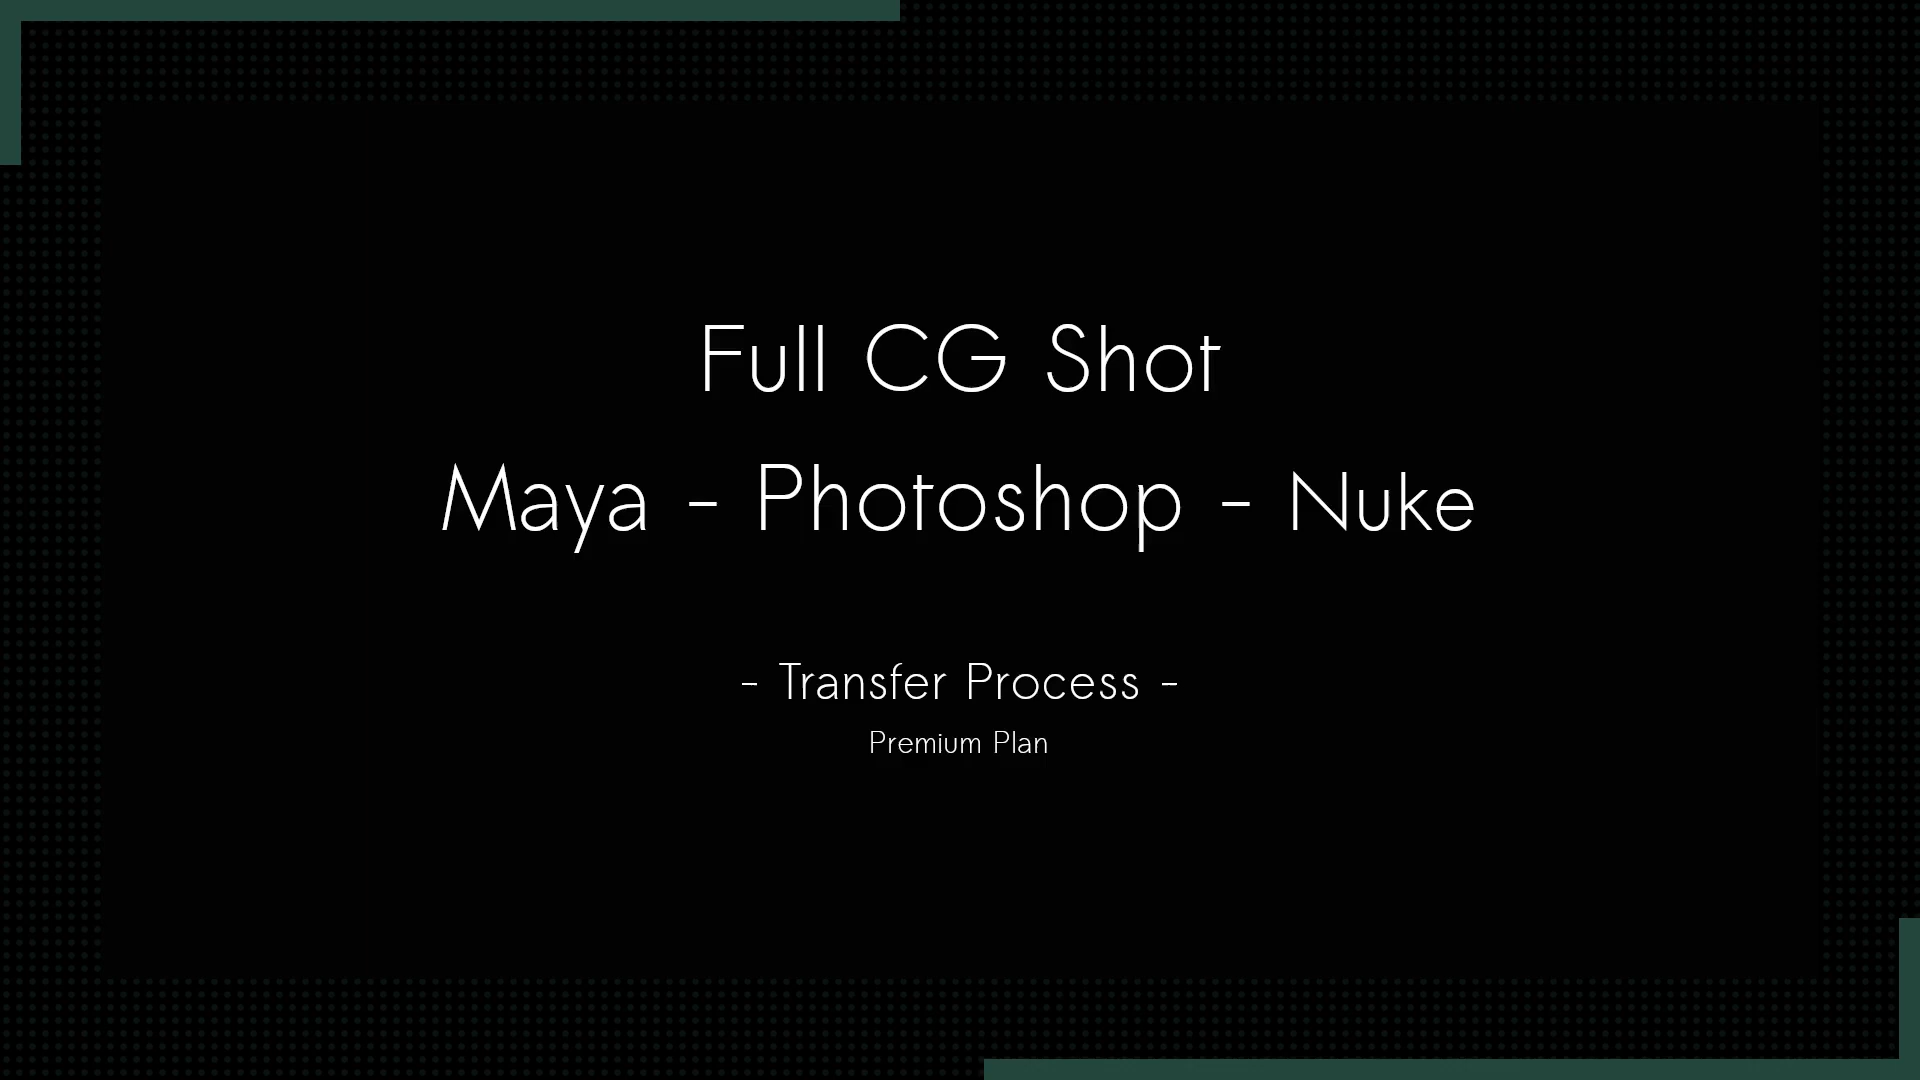 Full CG Shot
Maya - Photoshop - Nuke
- Transfer Process -
Premium Plan